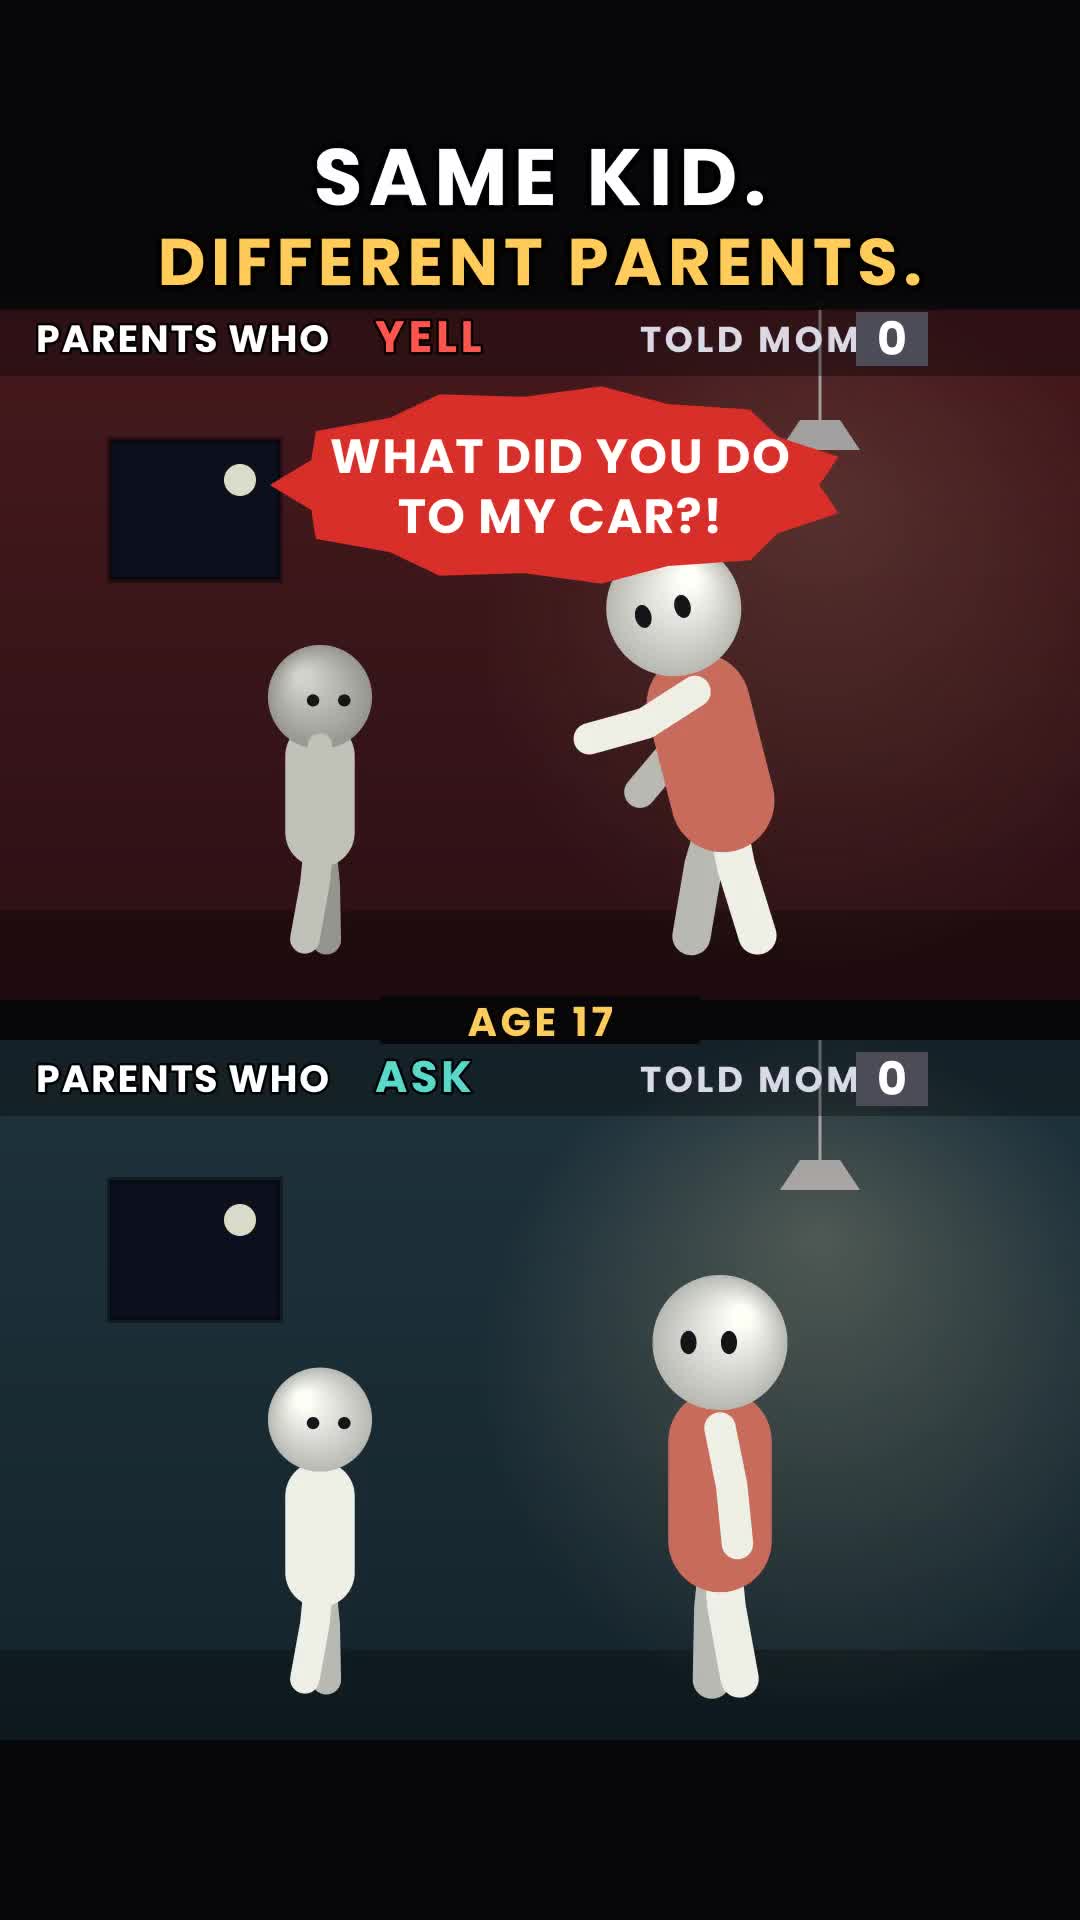 SAME KID.
DIFFERENT PARENTS.
PARENTS WHO YELL TOLD MOM 0
WHAT DID YOU DO
TO MY CAR?!
AGE 17
PARENTS WHO ASK TOLD MOM 0